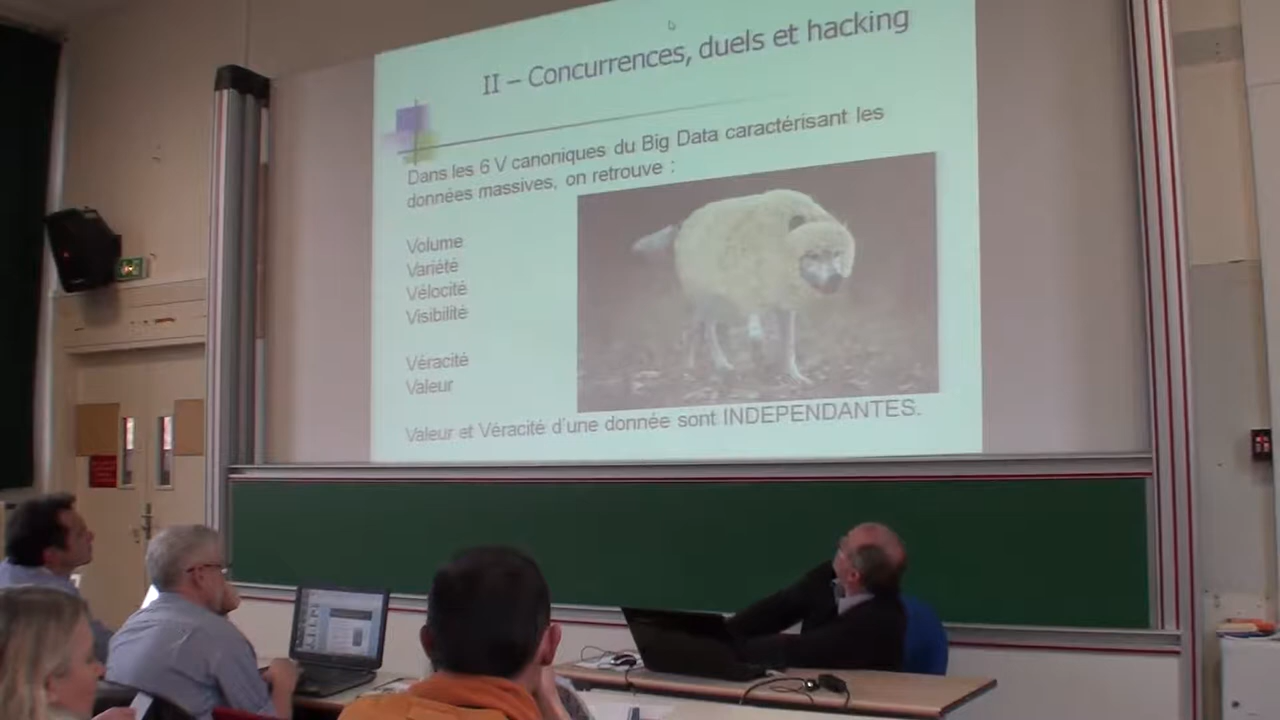 II – Concurrences, duels et hacking
Dans les 6 V canoniques du Big Data caractérisant les
données massives, on retrouve :
Volume
Variété
Vélocité
Visibilité
Véracité
Valeur
Valeur et Véracité d'une donnée sont INDEPENDANTES.